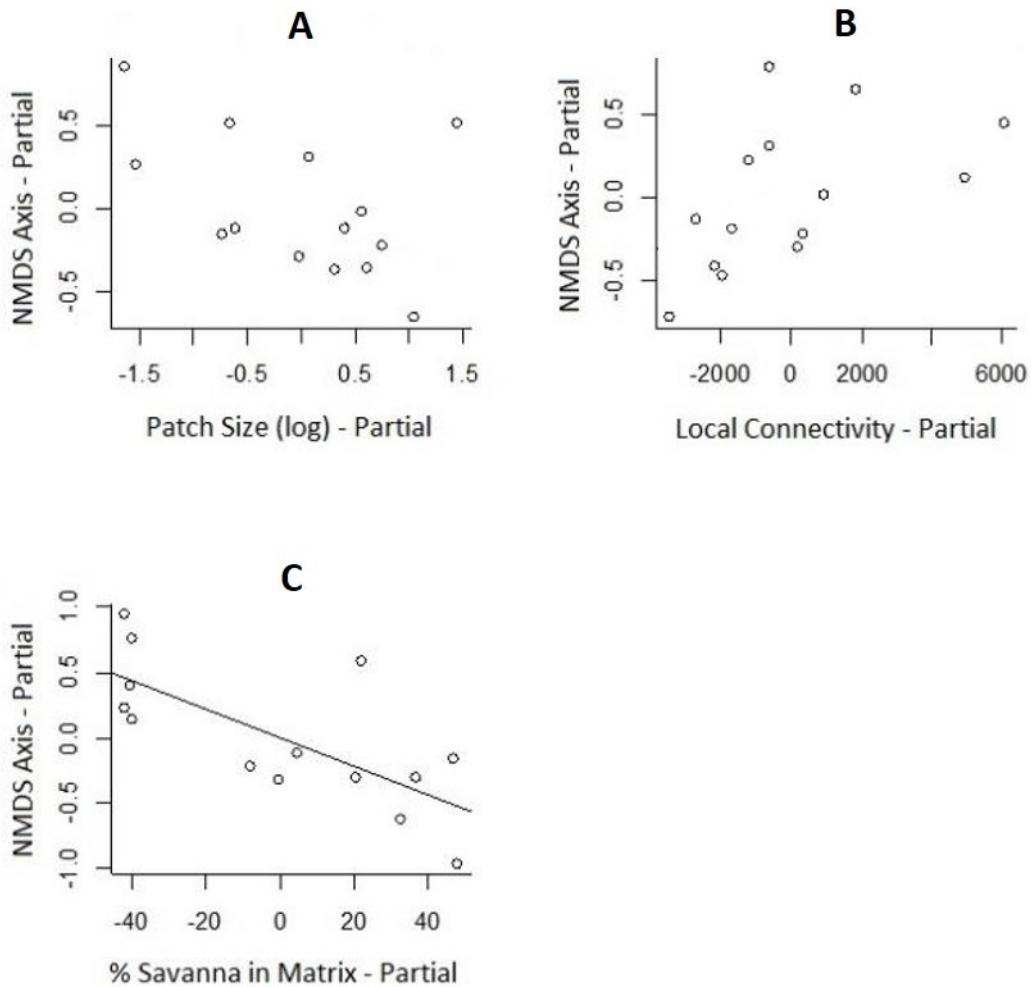 A
NMDS Axis - Partial
0.5
0.0
-0.5
-1.5
-0.5
0.5
1.5
Patch Size (log) - Partial
B
NMDS Axis - Partial
0.5
0.0
-0.5
-2000
0
2000
6000
Local Connectivity - Partial
C
NMDS Axis - Partial
1.0
0.5
0.0
-0.5
-1.0
-40
-20
0
20
40
% Savanna in Matrix - Partial